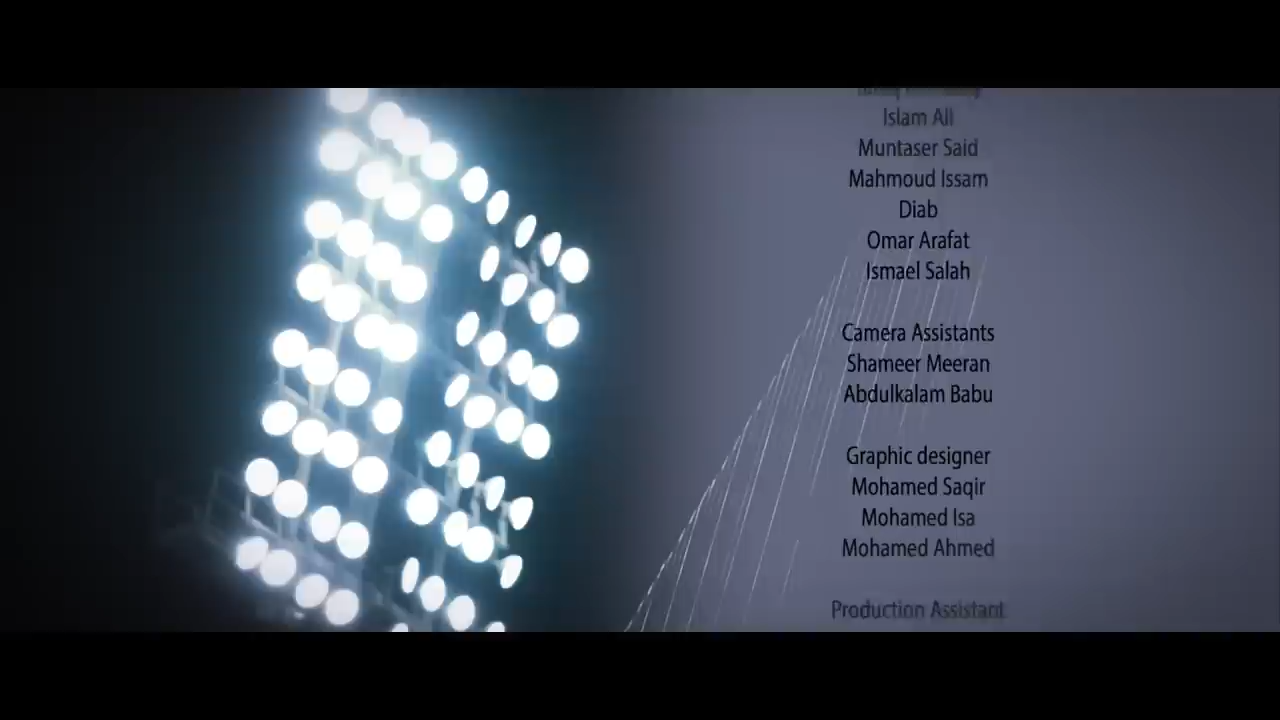 Islam Ali
Muntaser Said
Mahmoud Issam
Diab
Omar Arafat
Ismael Salah
Camera Assistants
Shameer Meeran
Abdulkalam Babu
Graphic designer
Mohamed Saqir
Mohamed Isa
Mohamed Ahmed
Production Assistant